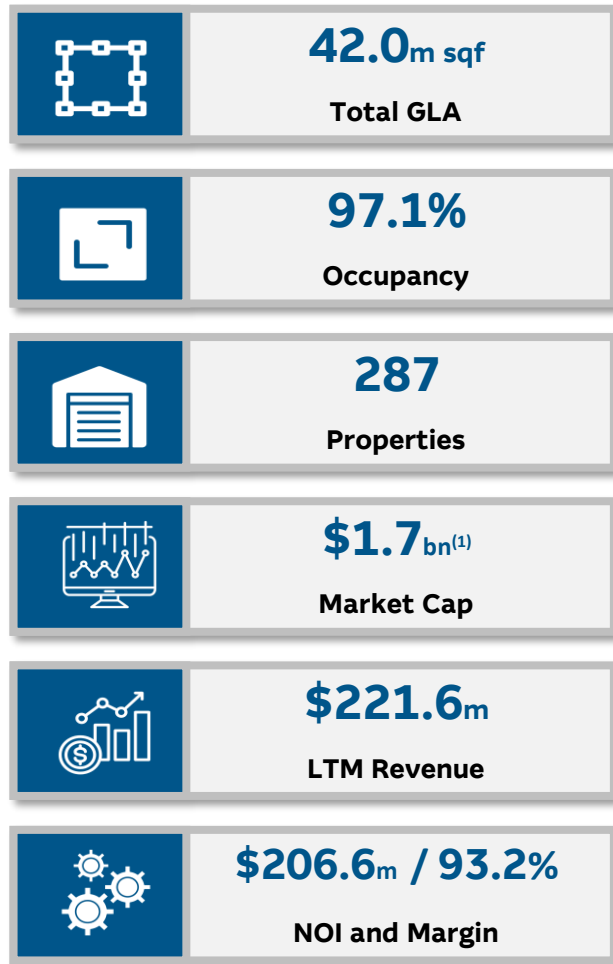 42.0m sqf
Total GLA
97.1%
Occupancy
287
Properties
$1.7bn(1)
Market Cap
$221.6m
LTM Revenue
$206.6m / 93.2%
NOI and Margin